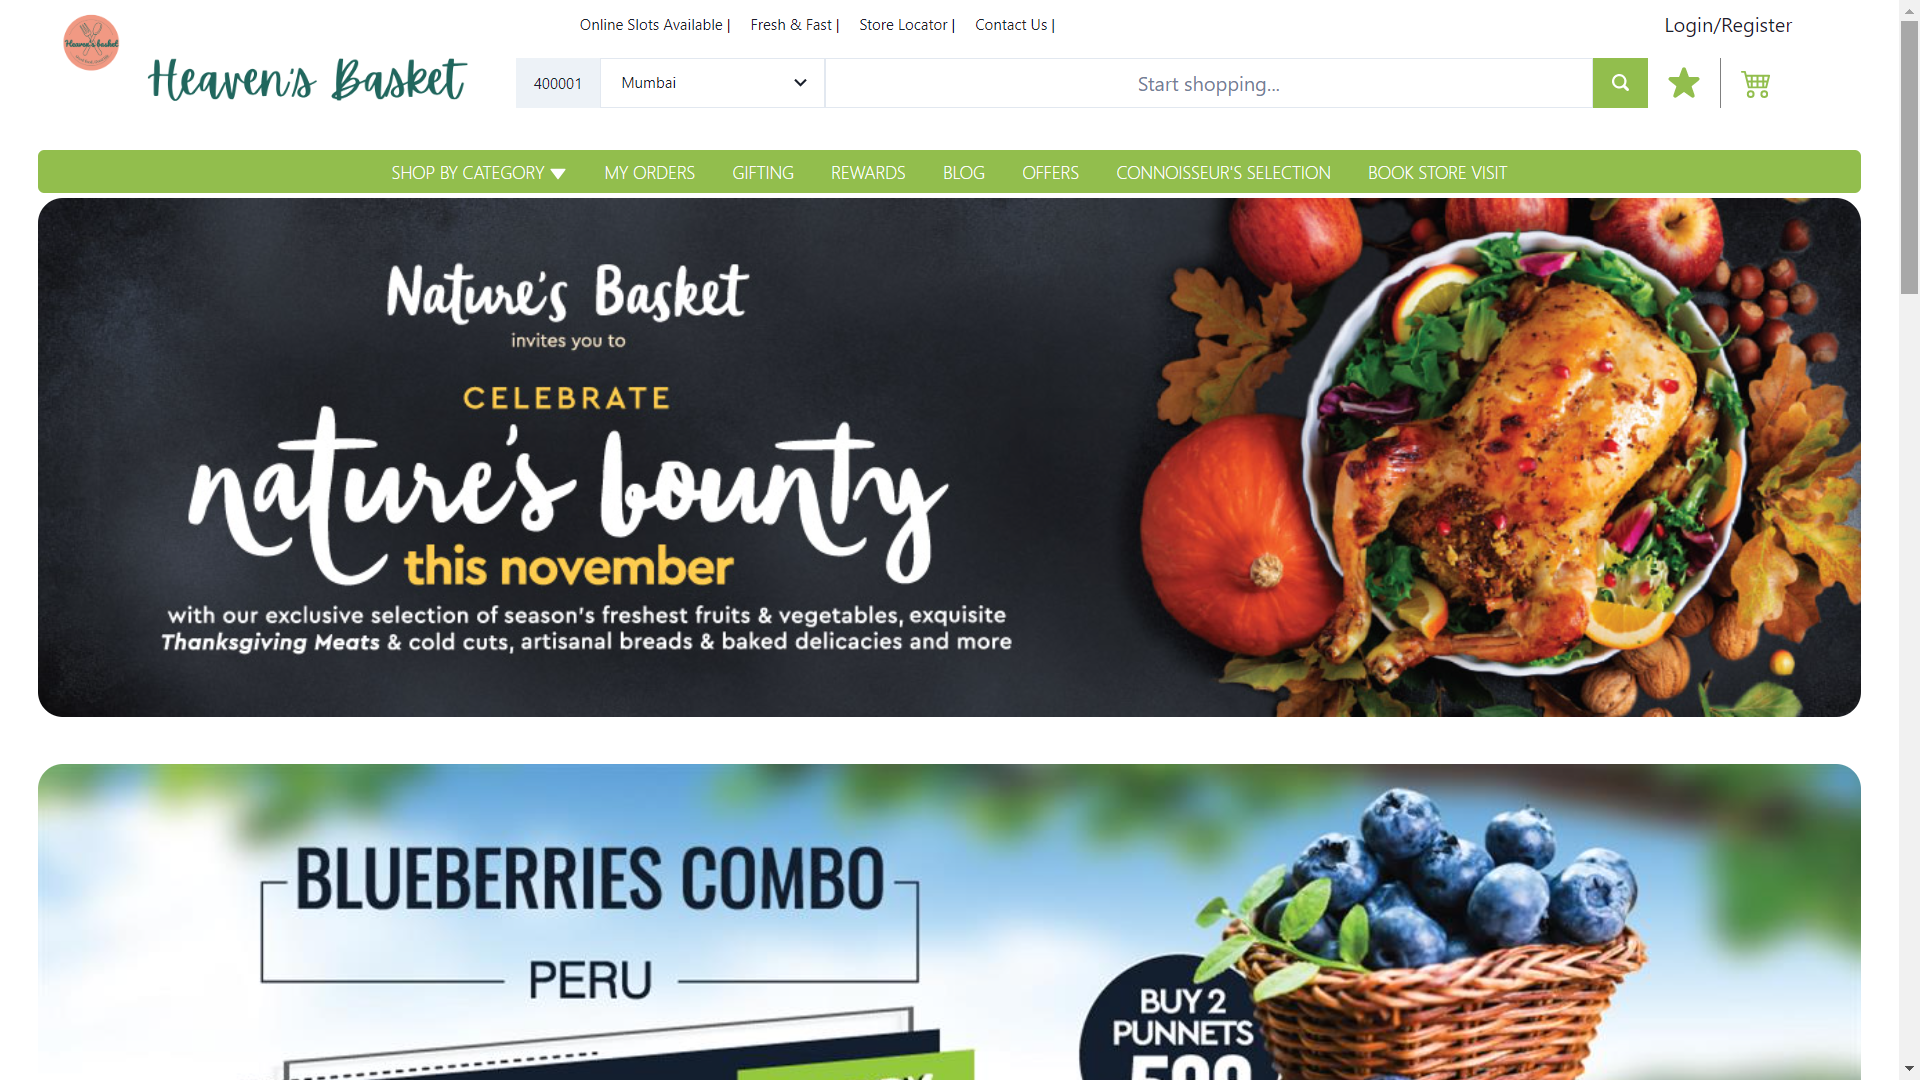 Online Slots Available |
Fresh & Fast |
Store Locator |
Contact Us |
Login/Register
Heaven's basket
Heaven's Basket
400001
Mumbai
Start shopping...
SHOP BY CATEGORY
MY ORDERS
GIFTING
REWARDS
BLOG
OFFERS
CONNOISSEUR'S SELECTION
BOOK STORE VISIT
Nature's Basket
invites you to
CELEBRATE
nature's bounty
this november
with our exclusive selection of season's freshest fruits & vegetables, exquisite
Thanksgiving Meats & cold cuts, artisanal breads & baked delicacies and more
BLUEBERRIES COMBO
PERU
BUY 2
PUNNETS